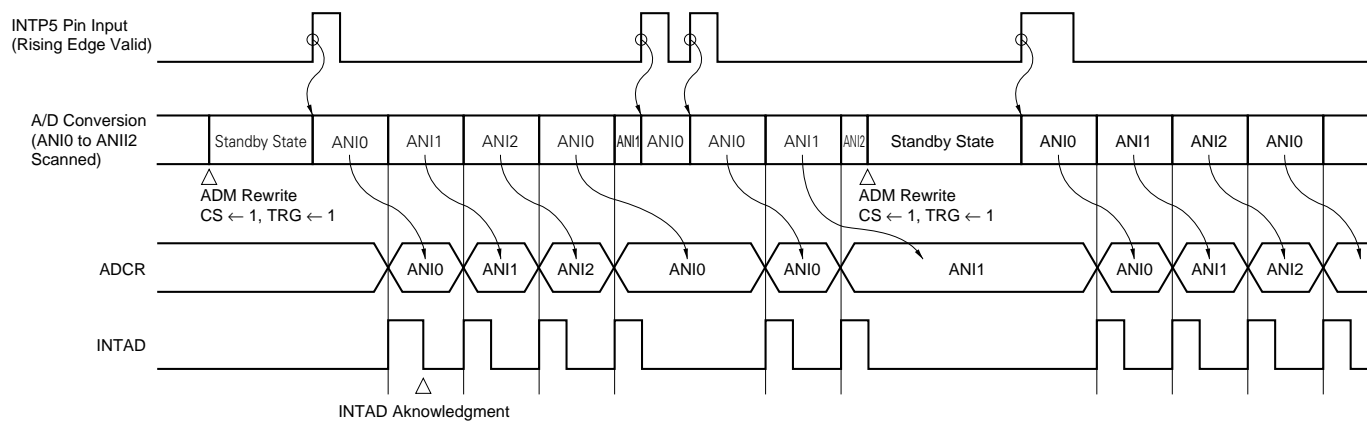 INTP5 Pin Input
(Rising Edge Valid)
A/D Conversion
(ANI0 to ANII2
Scanned)
Standby State ANI0 ANI1 ANI2 ANI0 ANI1 ANI0 ANI0 ANI1 ANI2 Standby State ANI0 ANI1 ANI2 ANI0
ADM Rewrite
CS ← 1, TRG ← 1
ADM Rewrite
CS ← 1, TRG ← 1
ADCR
ANI0 ANI1 ANI2 ANI0 ANI0 ANI1 ANI0 ANI1 ANI2
INTAD
INTAD Aknowledgment